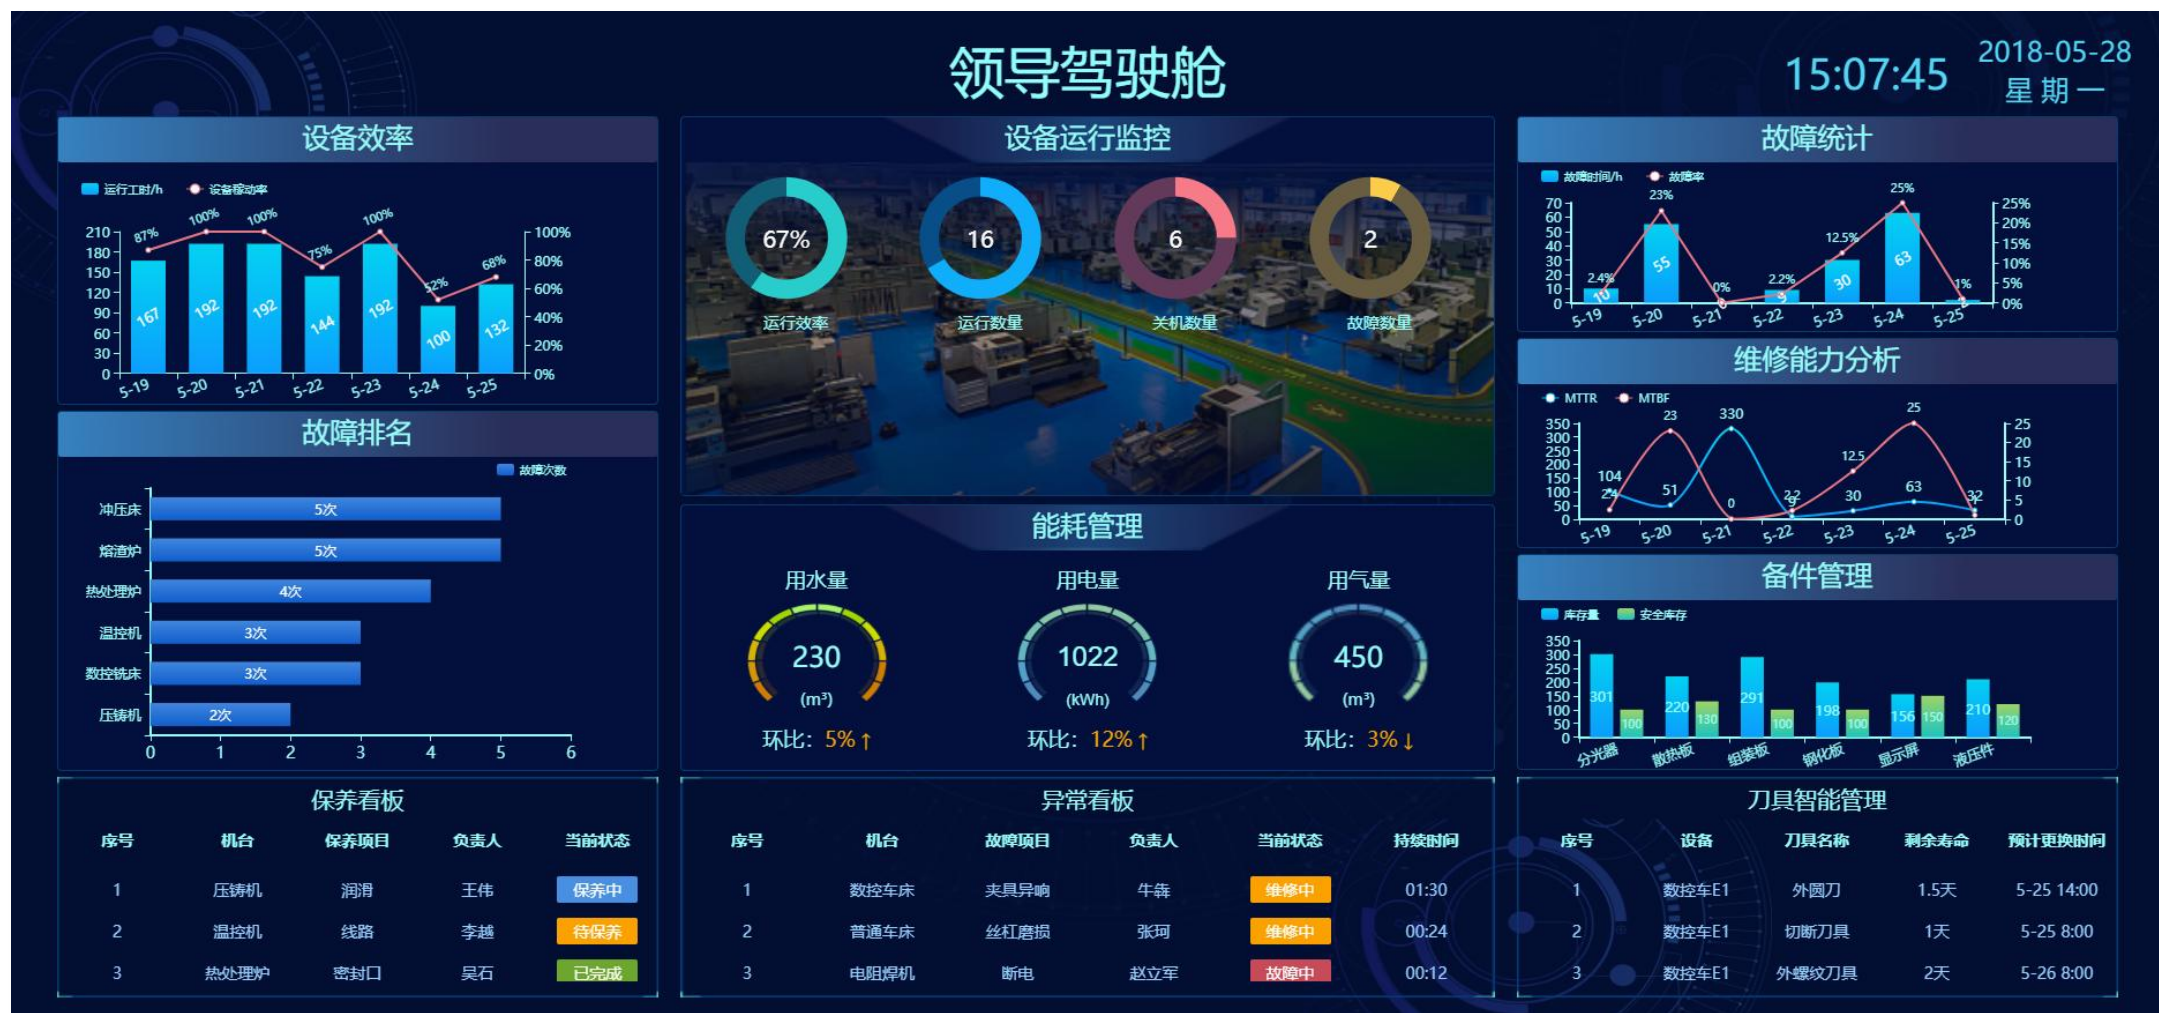 领导驾驶舱
15:07:45
2018-05-28
星期一
设备效率
运行工时/h 设备稼动率
87% 100% 100% 75% 100% 52% 68%
210
180
150
120
90
60
30
0
100%
80%
60%
40%
20%
0%
167 192 192 144 192 100 132
5-19 5-20 5-21 5-22 5-23 5-24 5-25
故障排名
故障次数
冲压床 5次
熔渣炉 5次
热处理炉 4次
温控机 3次
数控铣床 3次
压铸机 2次
0 1 2 3 4 5 6
设备运行监控
67% 16 6 2
运行效率 运行数量 关机数量 故障数量
能耗管理
用水量 用电量 用气量
230 1022 450
(m³) (kWh) (m³)
环比: 5%↑ 环比: 12%↑ 环比: 3%↓
故障统计
故障时间/h 故障率
70
60
50
40
30
20
10
0
25%
20%
15%
10%
5%
0%
2.4% 23% 0% 2.2% 12.5% 25% 1%
10 55 0 9 30 63 2
5-19 5-20 5-21 5-22 5-23 5-24 5-25
维修能力分析
MTTR MTBF
350
300
250
200
150
100
50
0
25
20
15
10
5
0
104 51 330 9 30 63 32
2.4 23 0 2.2 12.5 25 1
5-19 5-20 5-21 5-22 5-23 5-24 5-25
备件管理
库存量 安全库存
350
300
250
200
150
100
50
0
301 100 220 130 291 100 198 100 156 150 210 120
分光器 散热板 组装板 钢化板 显示屏 液压件
保养看板
序号 机台 保养项目 负责人 当前状态
1 压铸机 润滑 王伟 保养中
2 温控机 线路 李越 待保养
3 热处理炉 密封口 吴石 已完成
异常看板
序号 机台 故障项目 负责人 当前状态 持续时间
1 数控车床 夹具异响 牛犇 维修中 01:30
2 普通车床 丝杠磨损 张珂 维修中 00:24
3 电阻焊机 断电 赵立军 故障中 00:12
刀具智能管理
序号 设备 刀具名称 剩余寿命 预计更换时间
1 数控车E1 外圆刀 1.5天 5-25 14:00
2 数控车E1 切断刀具 1天 5-25 8:00
3 数控车E1 外螺纹刀具 2天 5-26 8:00